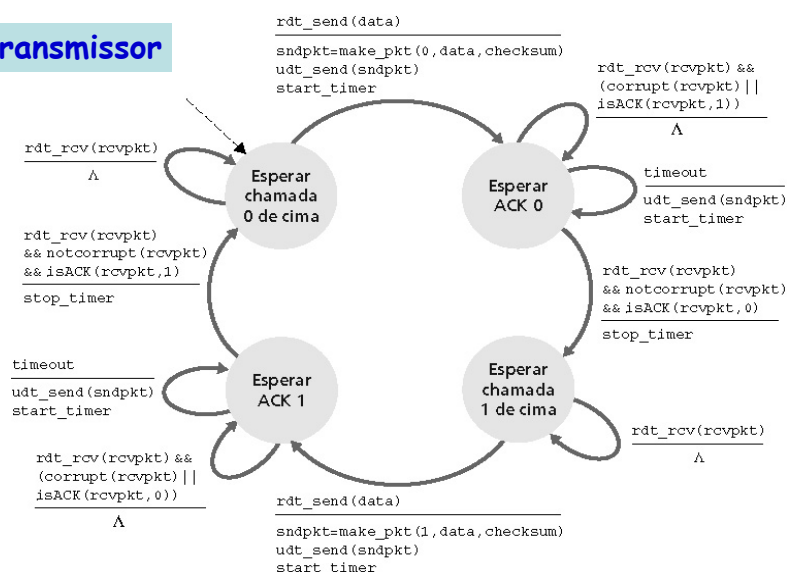 ransmissor
rdt_send(data)
sndpkt=make_pkt(0,data,checksum)
udt_send(sndpkt)
start_timer
rdt_rcv(rcvpkt) &&
(corrupt(rcvpkt)||
isACK(rcvpkt,1))
Λ
rdt_rcv(rcvpkt)
Λ
Esperar
chamada
0 de cima
Esperar
ACK 0
timeout
udt_send(sndpkt)
start_timer
rdt_rcv(rcvpkt)
&& notcorrupt(rcvpkt)
&& isACK(rcvpkt,1)
stop_timer
rdt_rcv(rcvpkt)
&& notcorrupt(rcvpkt)
&& isACK(rcvpkt,0)
stop_timer
timeout
udt_send(sndpkt)
start_timer
Esperar
ACK 1
Esperar
chamada
1 de cima
rdt_rcv(rcvpkt)
Λ
rdt_rcv(rcvpkt) &&
(corrupt(rcvpkt)||
isACK(rcvpkt,0))
Λ
rdt_send(data)
sndpkt=make_pkt(1,data,checksum)
udt_send(sndpkt)
start_timer